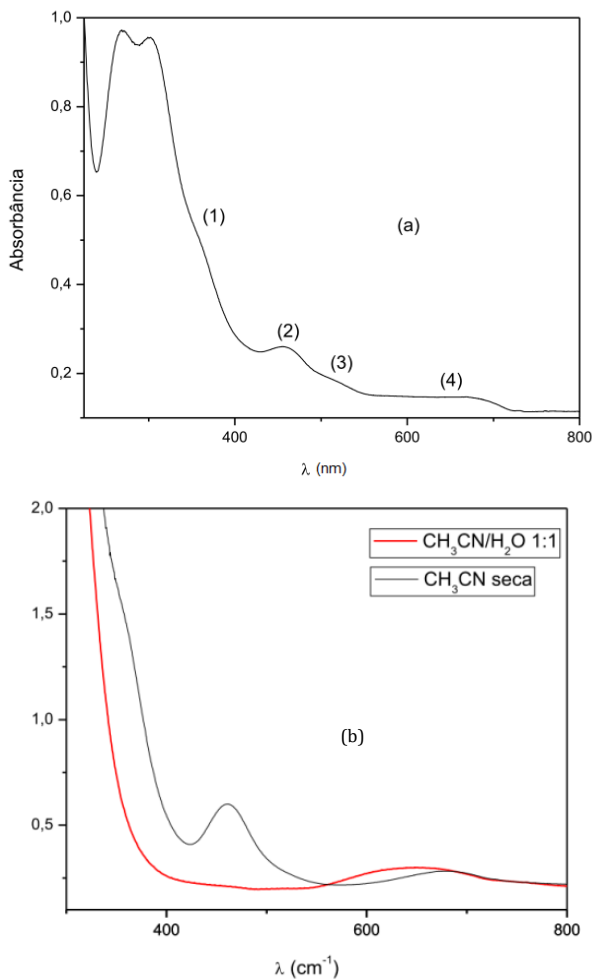 1,0
0,8
0,6
0,4
0,2
Absorbância
(1)
(a)
(2)
(3)
(4)
400
600
800
λ (nm)
2,0
1,5
1,0
0,5
CH₃CN/H₂O 1:1
CH₃CN seca
(b)
400
600
800
λ (cm⁻¹)